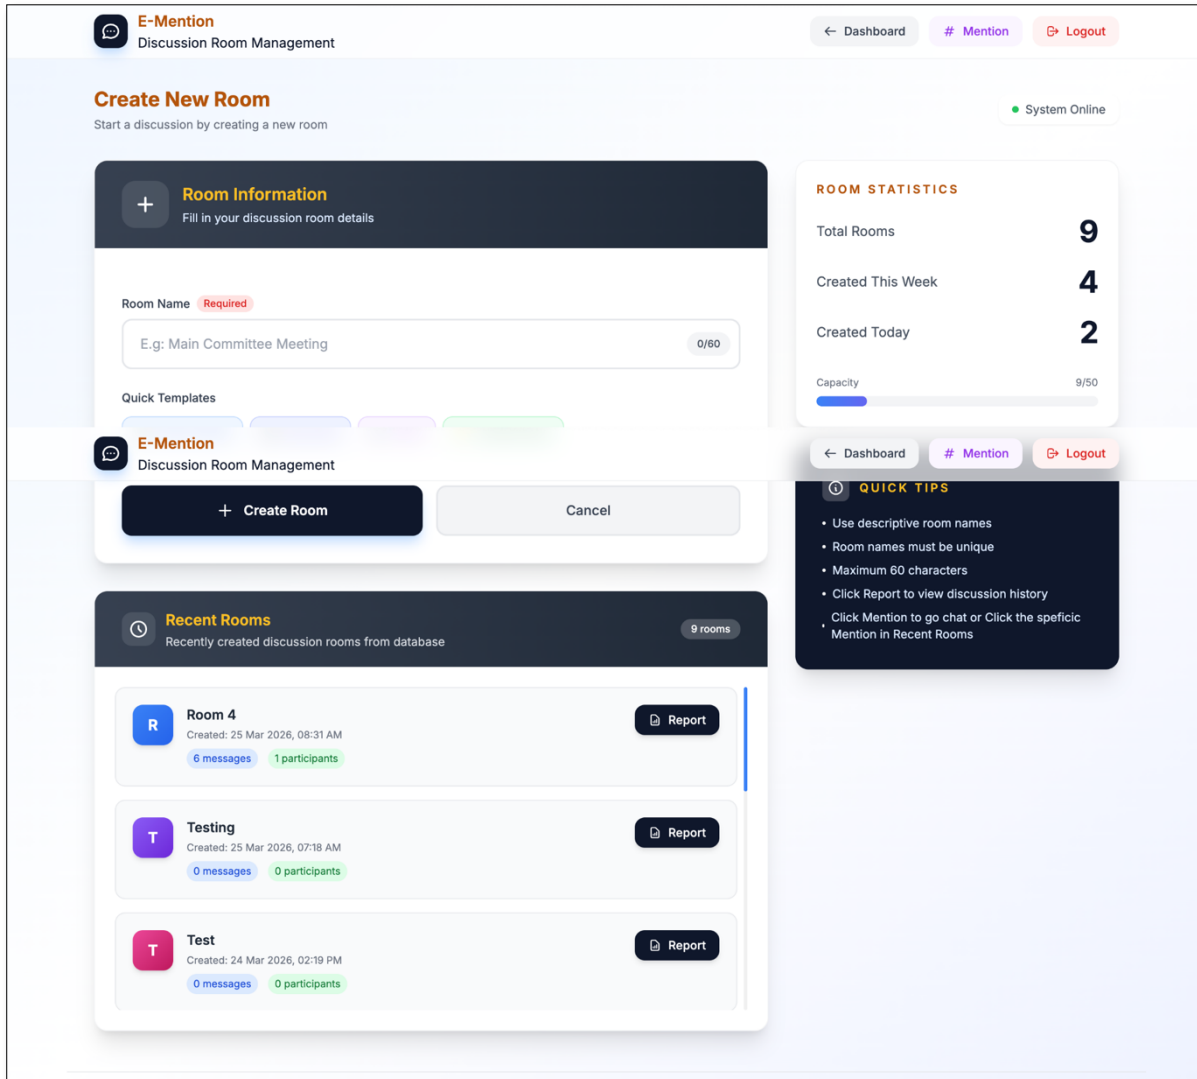 E-Mention
Discussion Room Management
Dashboard
# Mention
Logout
Create New Room
Start a discussion by creating a new room
System Online
Room Information
Fill in your discussion room details
Room Name Required
E.g: Main Committee Meeting 0/60
Quick Templates
ROOM STATISTICS
Total Rooms 9
Created This Week 4
Created Today 2
Capacity 9/50
E-Mention
Discussion Room Management
Dashboard
# Mention
Logout
+ Create Room
Cancel
QUICK TIPS
• Use descriptive room names
• Room names must be unique
• Maximum 60 characters
• Click Report to view discussion history
• Click Mention to go chat or Click the speficic
Mention in Recent Rooms
Recent Rooms
Recently created discussion rooms from database
9 rooms
R
Room 4
Created: 25 Mar 2026, 08:31 AM
6 messages 1 participants
Report
T
Testing
Created: 25 Mar 2026, 07:18 AM
0 messages 0 participants
Report
T
Test
Created: 24 Mar 2026, 02:19 PM
0 messages 0 participants
Report